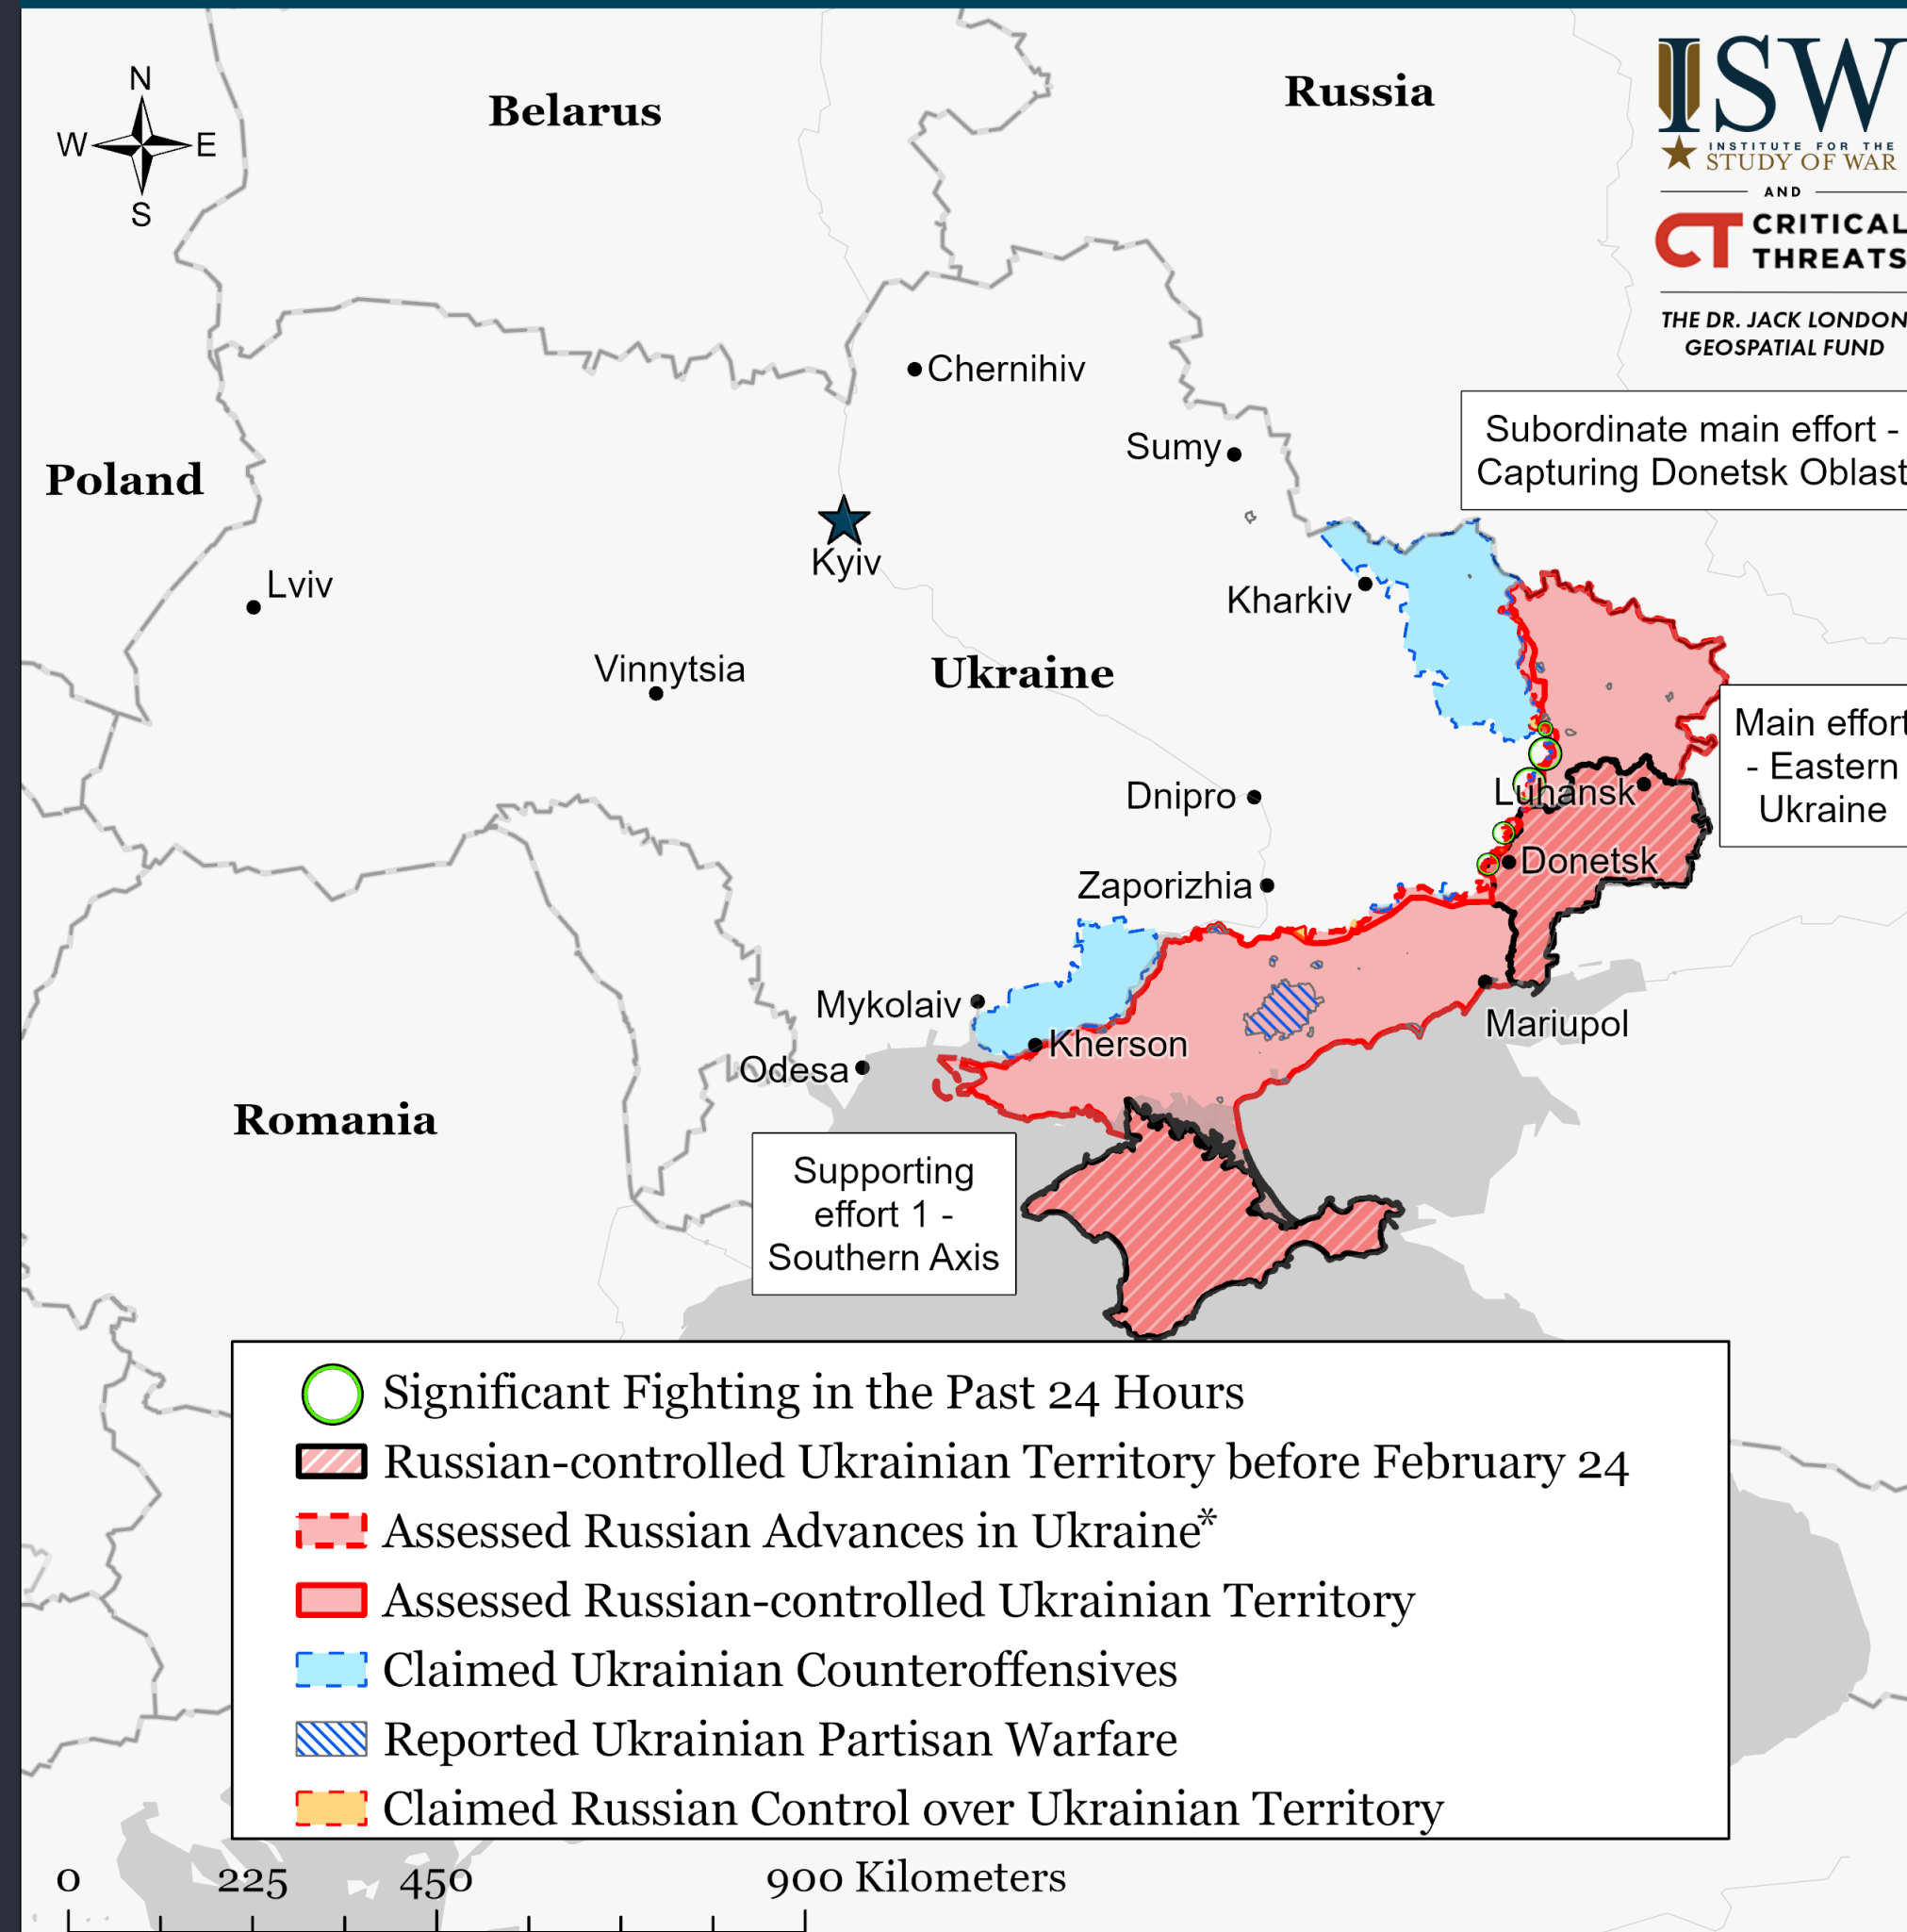 N
W E
S
Belarus
Russia
ISW
INSTITUTE FOR THE
STUDY OF WAR
AND
CT CRITICAL
THREATS
THE DR. JACK LONDON
GEOSPATIAL FUND
Chernihiv
Subordinate main effort -
Capturing Donetsk Oblast
Sumy
Poland
Kyiv
Lviv
Kharkiv
Vinnytsia
Ukraine
Main effort
- Eastern
Ukraine
Dnipro
Luhansk
Donetsk
Zaporizhia
Mykolaiv
Mariupol
Kherson
Odesa
Romania
Supporting
effort 1 -
Southern Axis
Significant Fighting in the Past 24 Hours
Russian-controlled Ukrainian Territory before February 24
Assessed Russian Advances in Ukraine*
Assessed Russian-controlled Ukrainian Territory
Claimed Ukrainian Counteroffensives
Reported Ukrainian Partisan Warfare
Claimed Russian Control over Ukrainian Territory
0 225 450 900 Kilometers